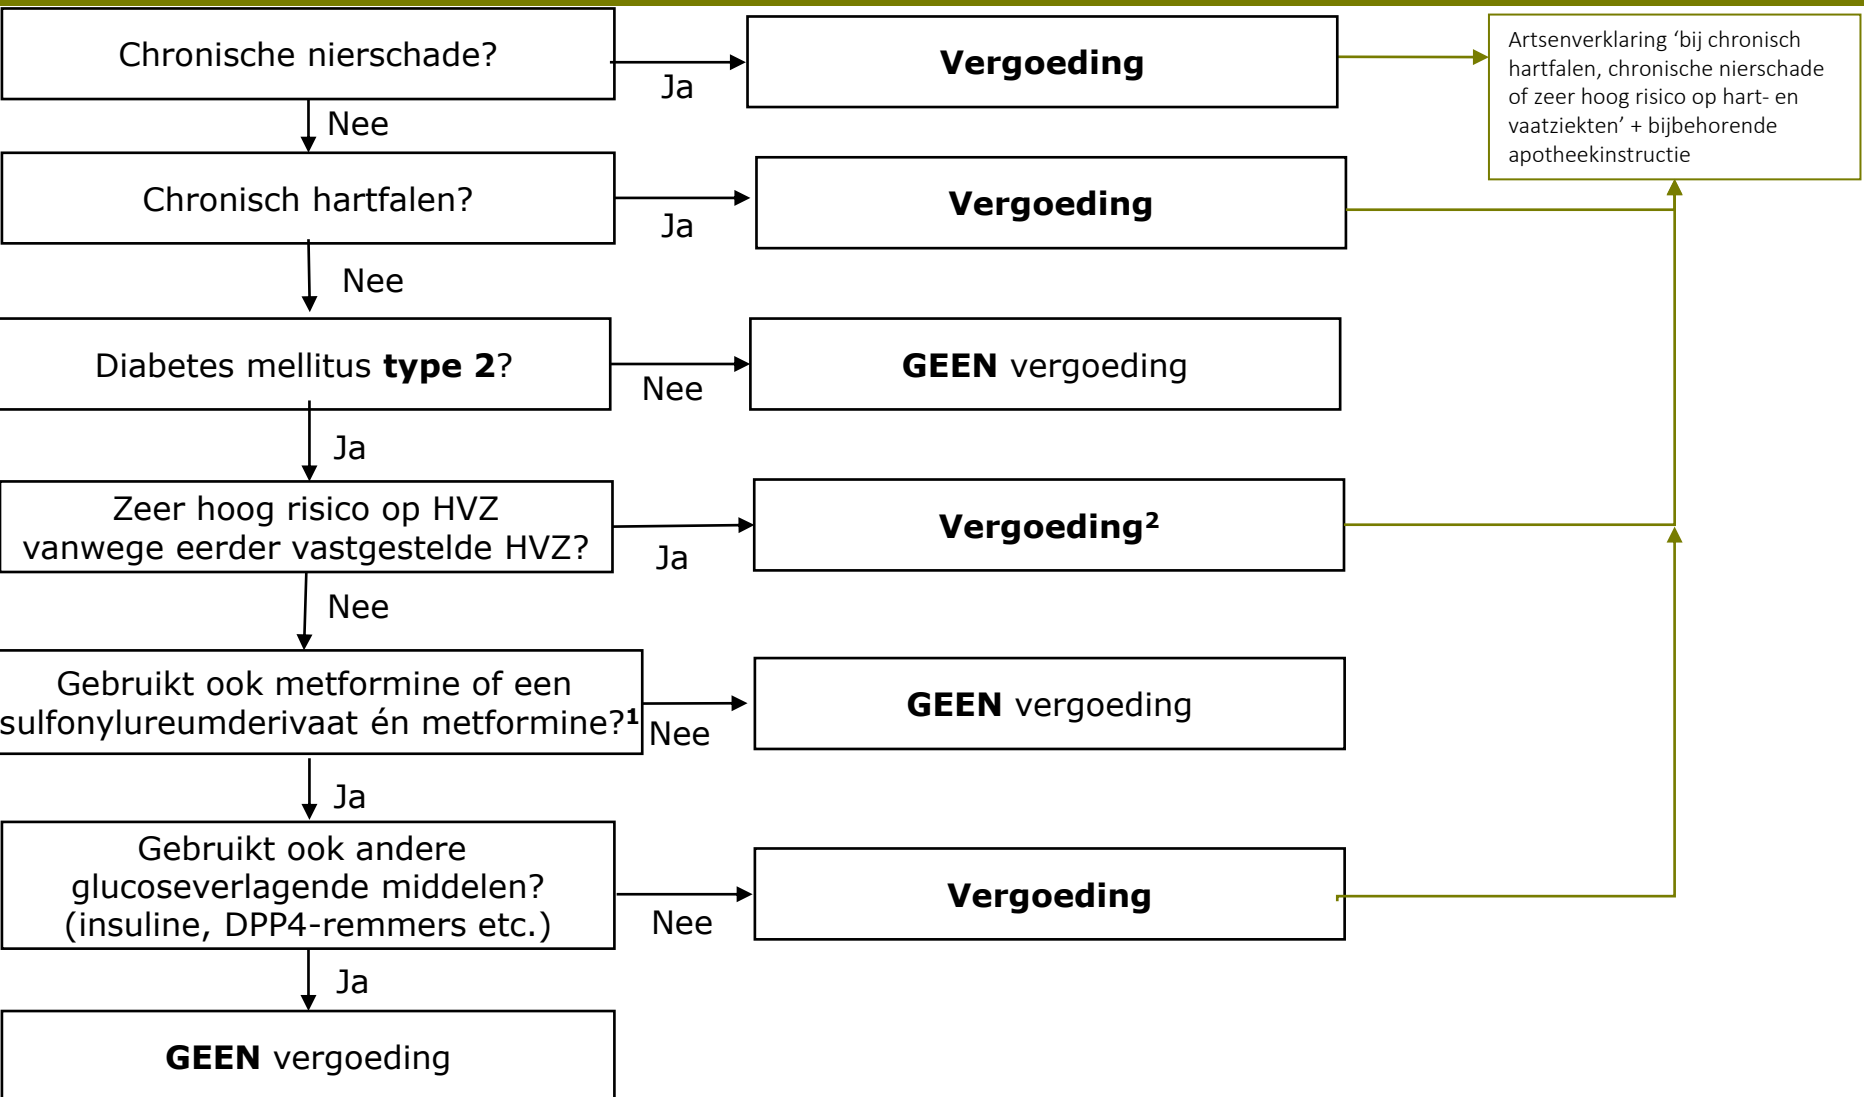 Chronische nierschade?
Ja
Vergoeding
Artsenverklaring ‘bij chronisch
hartfalen, chronische nierschade
of zeer hoog risico op hart- en
vaatziekten’ + bijbehorende
apotheekinstructie
Nee
Chronisch hartfalen?
Ja
Vergoeding
Nee
Diabetes mellitus type 2?
Nee
GEEN vergoeding
Ja
Zeer hoog risico op HVZ
vanwege eerder vastgestelde HVZ?
Ja
Vergoeding²
Nee
Gebruikt ook metformine of een
sulfonylureumderivaat én metformine?¹
Nee
GEEN vergoeding
Ja
Gebruikt ook andere
glucoseverlagende middelen?
(insuline, DPP4-remmers etc.)
Nee
Vergoeding
Ja
GEEN vergoeding